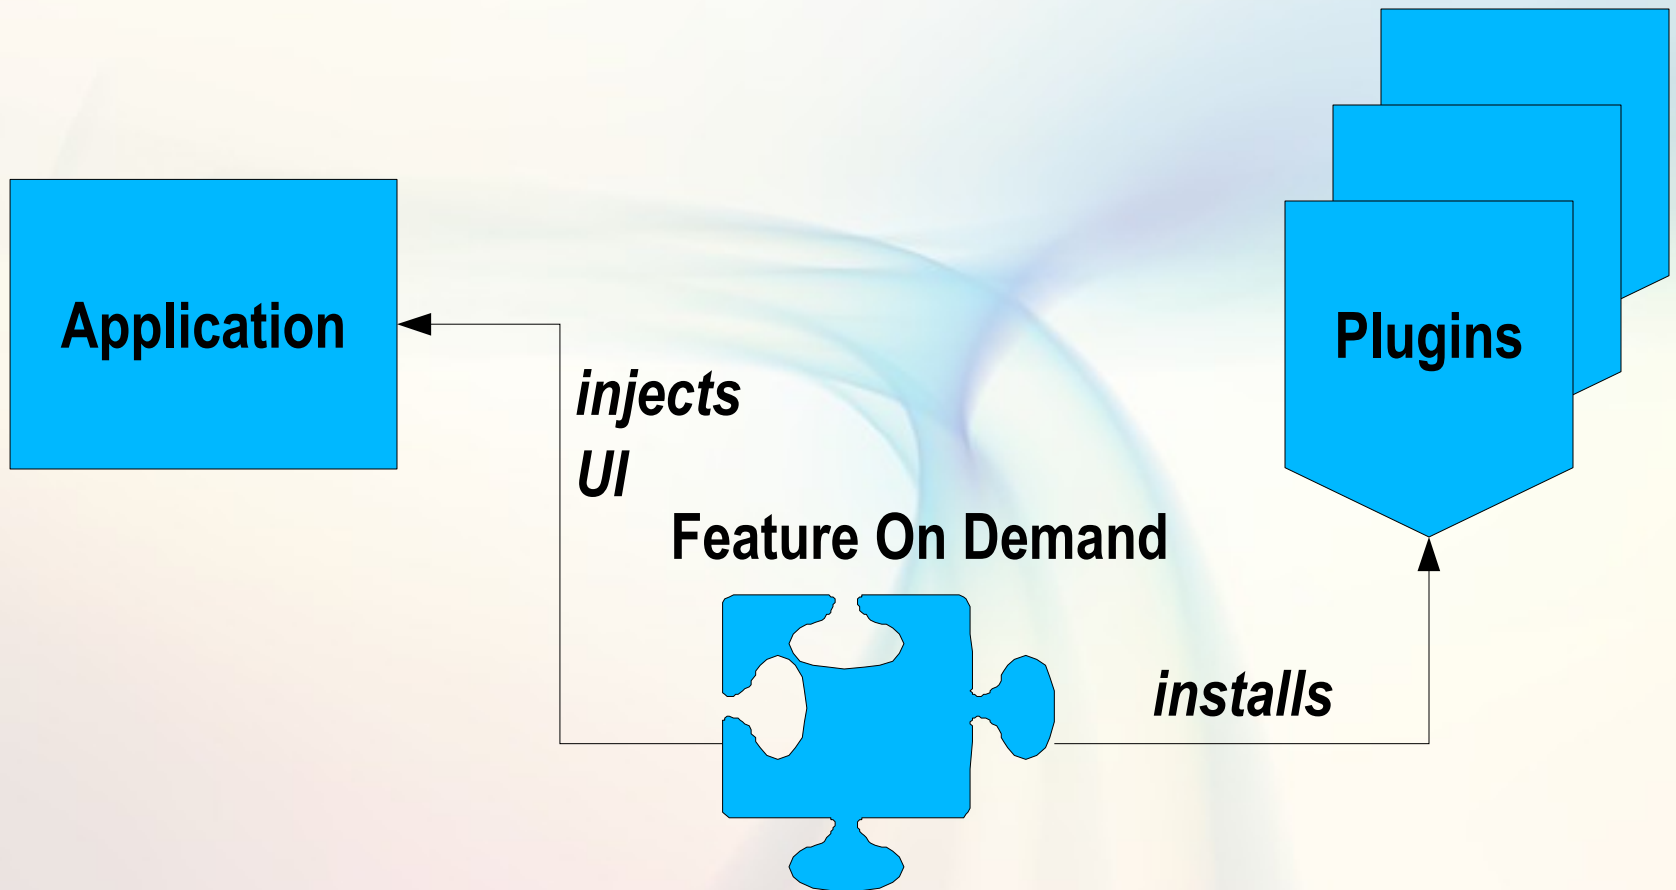 Application
Plugins
injects
UI
Feature On Demand
installs